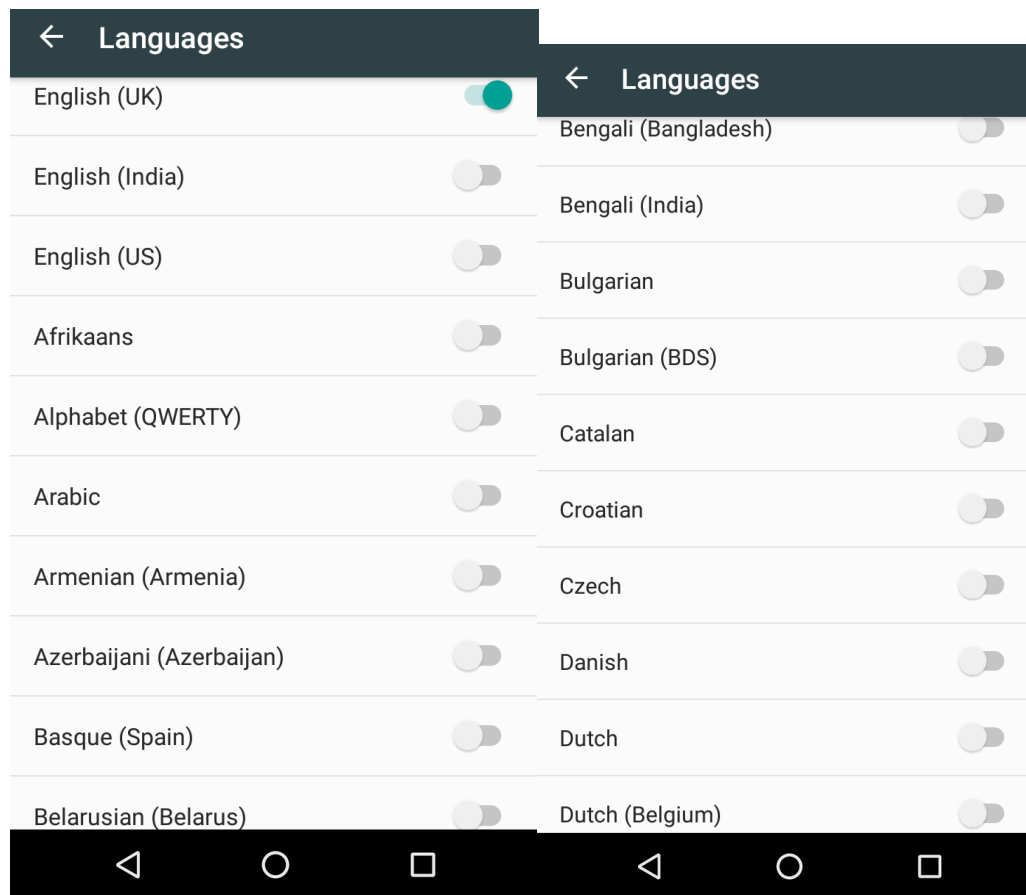 Languages
English (UK)
English (India)
English (US)
Afrikaans
Alphabet (QWERTY)
Arabic
Armenian (Armenia)
Azerbaijani (Azerbaijan)
Basque (Spain)
Belarusian (Belarus)
Languages
Bengali (Bangladesh)
Bengali (India)
Bulgarian
Bulgarian (BDS)
Catalan
Croatian
Czech
Danish
Dutch
Dutch (Belgium)